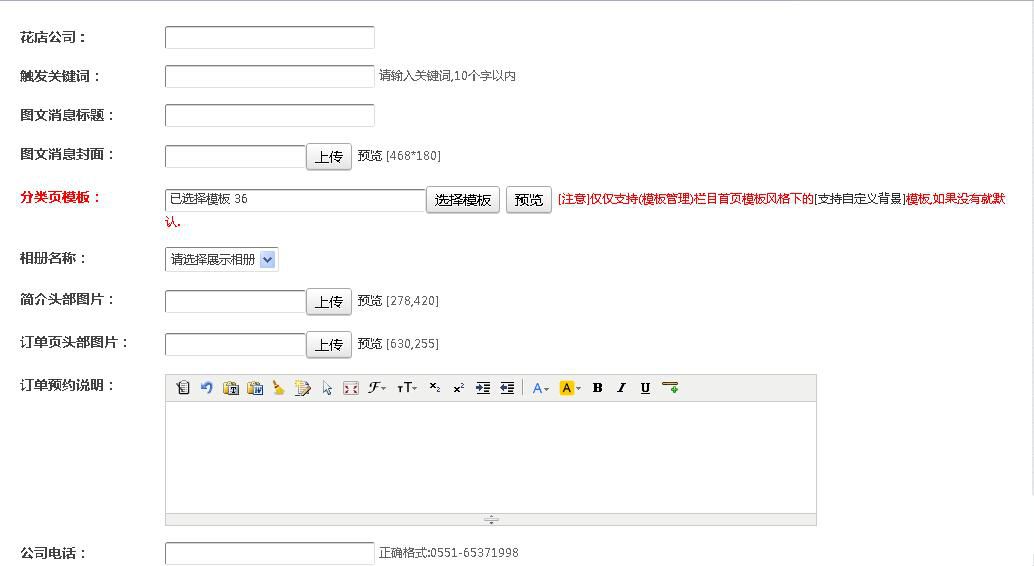 花店公司：
触发关键词： 请输入关键词,10个字以内
图文消息标题：
图文消息封面： 上传 预览 [468*180]
分类页模板： 已选择模板 36 选择模板 预览 [注意]仅仅支持(模板管理)栏目首页模板风格下的[支持自定义背景]模板,如果没有就默
认.
相册名称： 请选择展示相册
简介头部图片： 上传 预览 [278,420]
订单页头部图片： 上传 预览 [630,255]
订单预约说明：
公司电话： 正确格式:0551-65371998